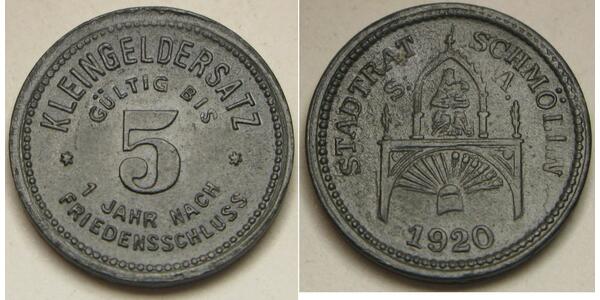 KLEINGELDERSATZ
GÜLTIG BIS
5
1 JAHR NACH
FRIEDENSSCHLUSS
STADTRAT SCHMÖLLN
S. A.
1920